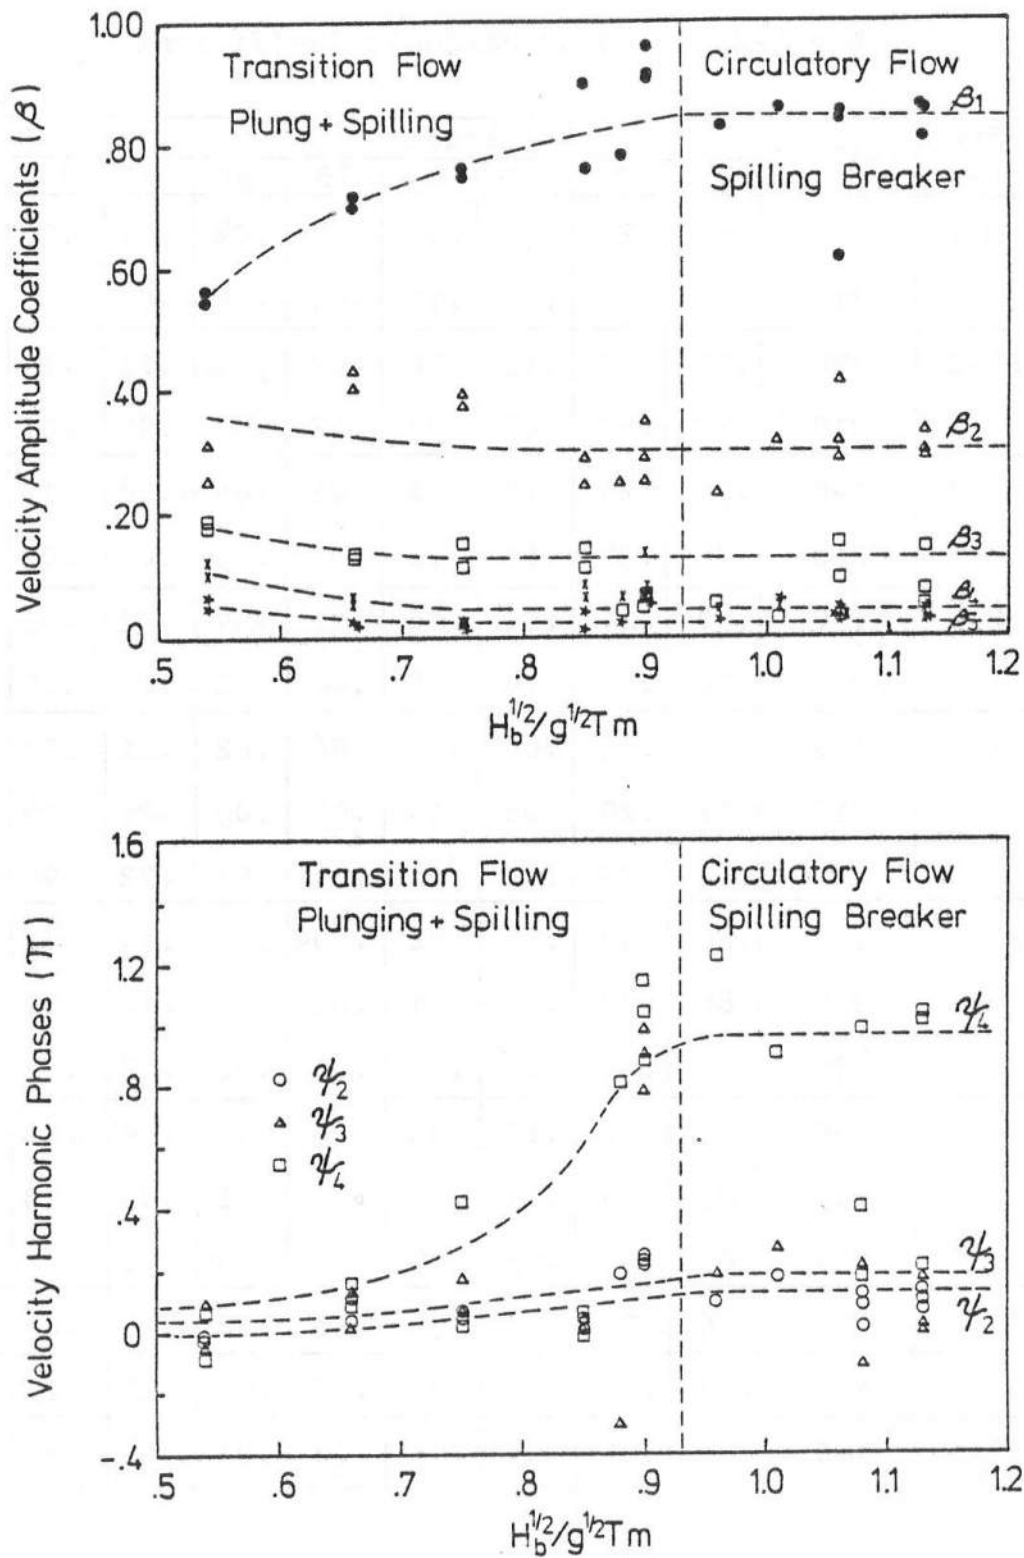 Velocity Amplitude Coefficients (β)
1.00
.80
.60
.40
.20
0
Transition Flow
Plung + Spilling
Circulatory Flow
Spilling Breaker
β1
β2
β3
β4
β5
.5 .6 .7 .8 .9 1.0 1.1 1.2
H_b^1/2/g^1/2Tm
Velocity Harmonic Phases (π)
1.6
1.2
.8
.4
0
-.4
Transition Flow
Plunging + Spilling
Circulatory Flow
Spilling Breaker
ψ2
ψ3
ψ4
ψ4
ψ3
ψ2
.5 .6 .7 .8 .9 1.0 1.1 1.2
H_b^1/2/g^1/2Tm